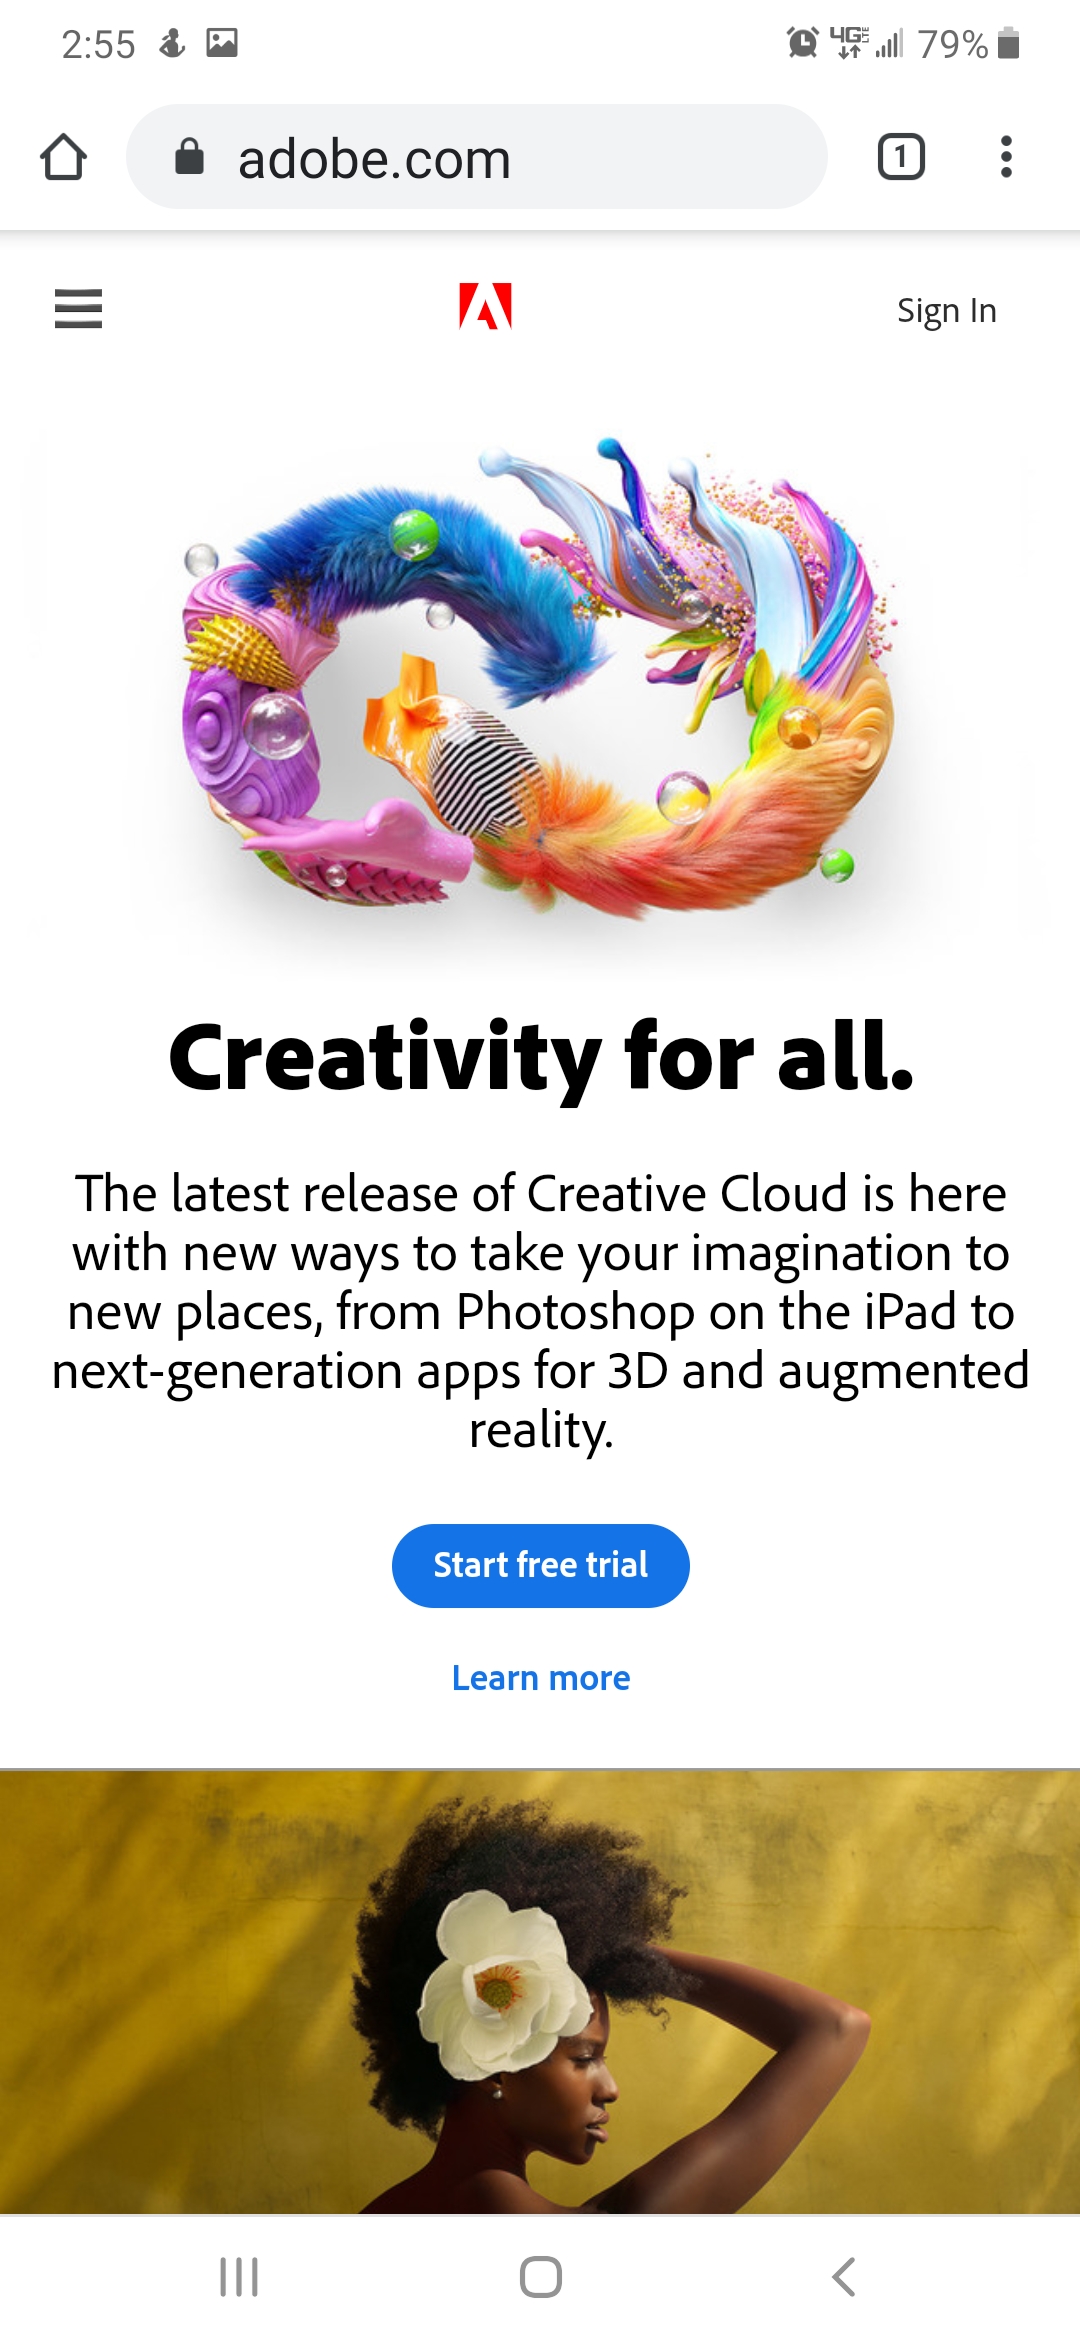 2:55 4G LTE 79%
adobe.com 1
Sign In
Creativity for all.
The latest release of Creative Cloud is here
with new ways to take your imagination to
new places, from Photoshop on the iPad to
next-generation apps for 3D and augmented
reality.
Start free trial
Learn more